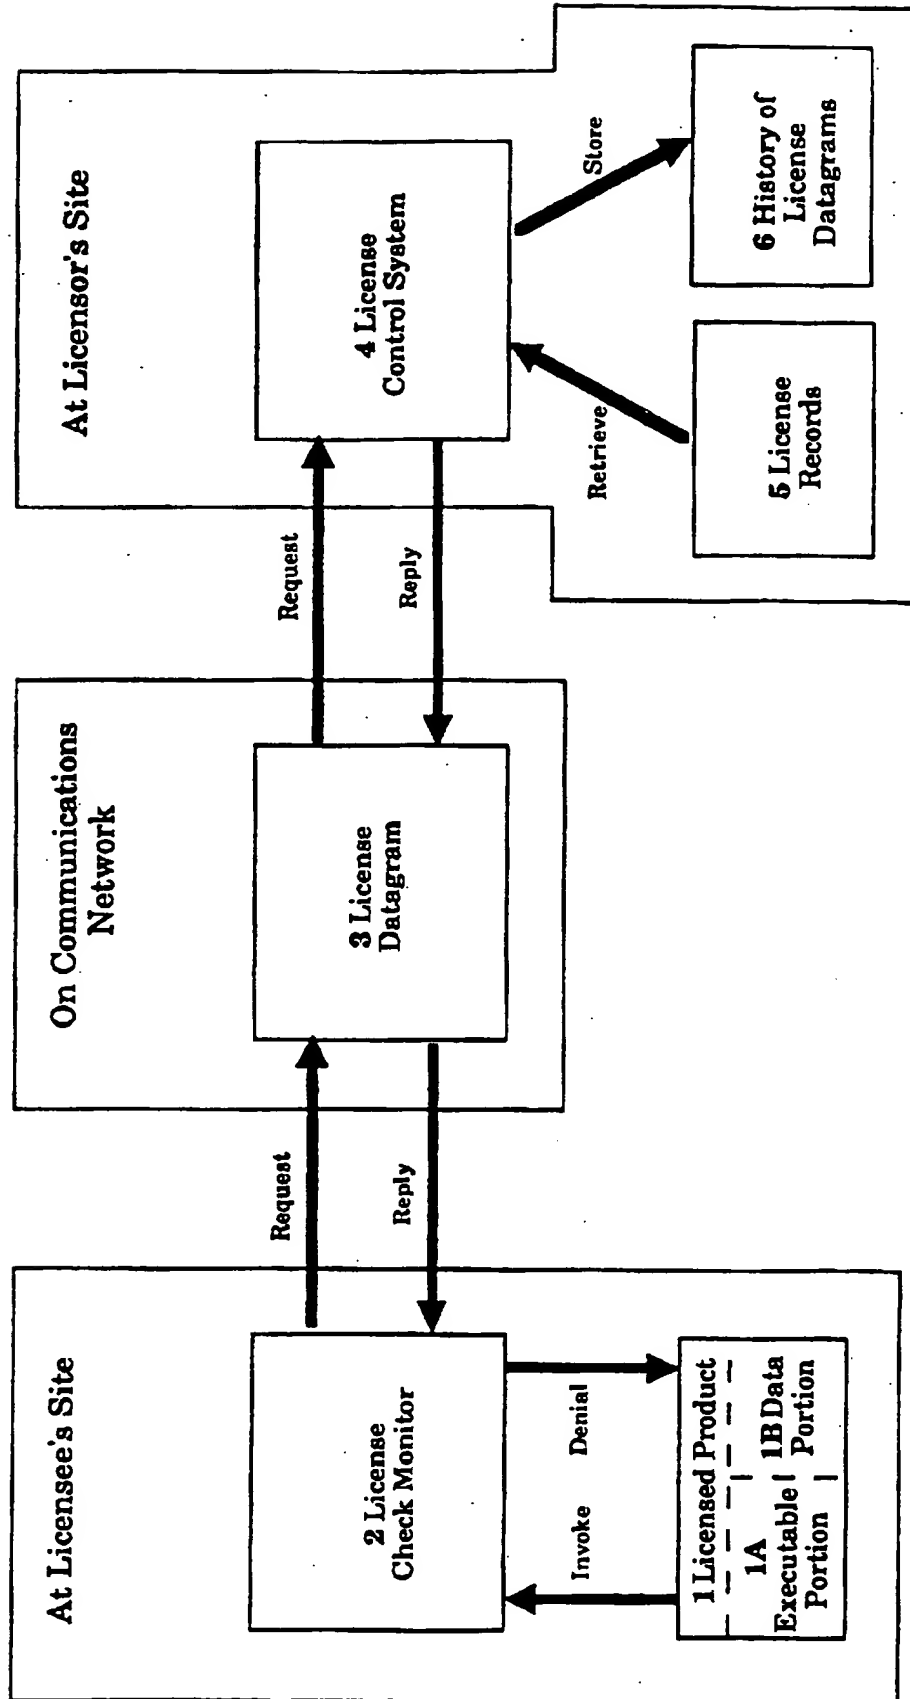 At Licensee's Site
2 License
Check Monitor
Invoke
Denial
1 Licensed Product
1A
Executable
Portion
1B Data
Portion
Request
Reply
On Communications
Network
3 License
Datagram
Request
Reply
At Licensor's Site
4 License
Control System
Retrieve
Store
5 License
Records
6 History of
License
Datagrams